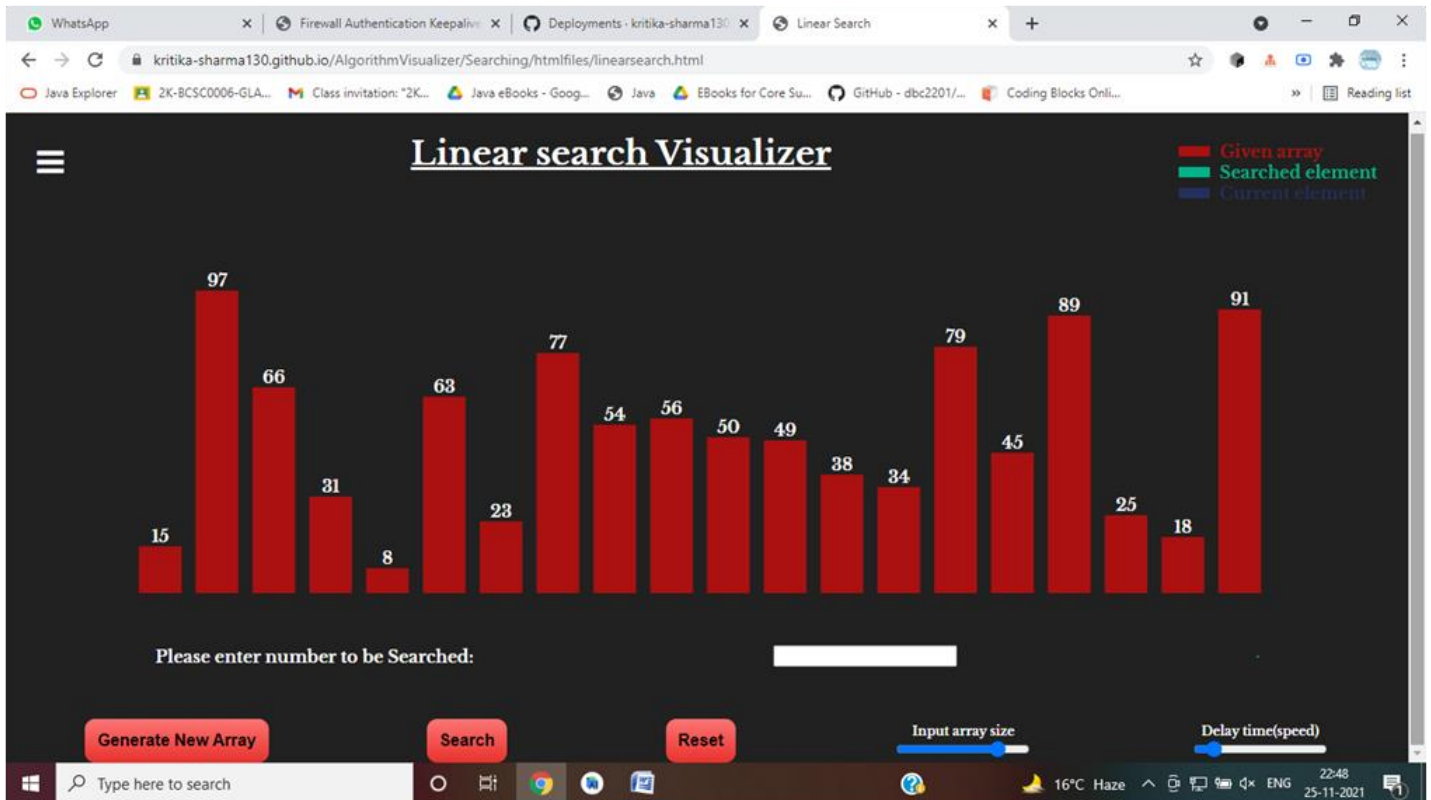 WhatsApp
Firewall Authentication Keepalive
Deployments · kritika-sharma130
Linear Search
kritika-sharma130.github.io/AlgorithmVisualizer/Searching/htmlfiles/linearsearch.html
Java Explorer
2K-BCSC0006-GLA...
Class invitation: "2K...
Java eBooks - Goog...
Java
EBooks for Core Su...
GitHub - dbc2201/...
Coding Blocks Onli...
»
Reading list
Linear search Visualizer
Given array
Searched element
Current element
15
97
66
31
8
63
23
77
54
56
50
49
38
34
79
45
89
25
18
91
Please enter number to be Searched:
Generate New Array
Search
Reset
Input array size
Delay time(speed)
Type here to search
16°C Haze
ENG
22:48
25-11-2021
1